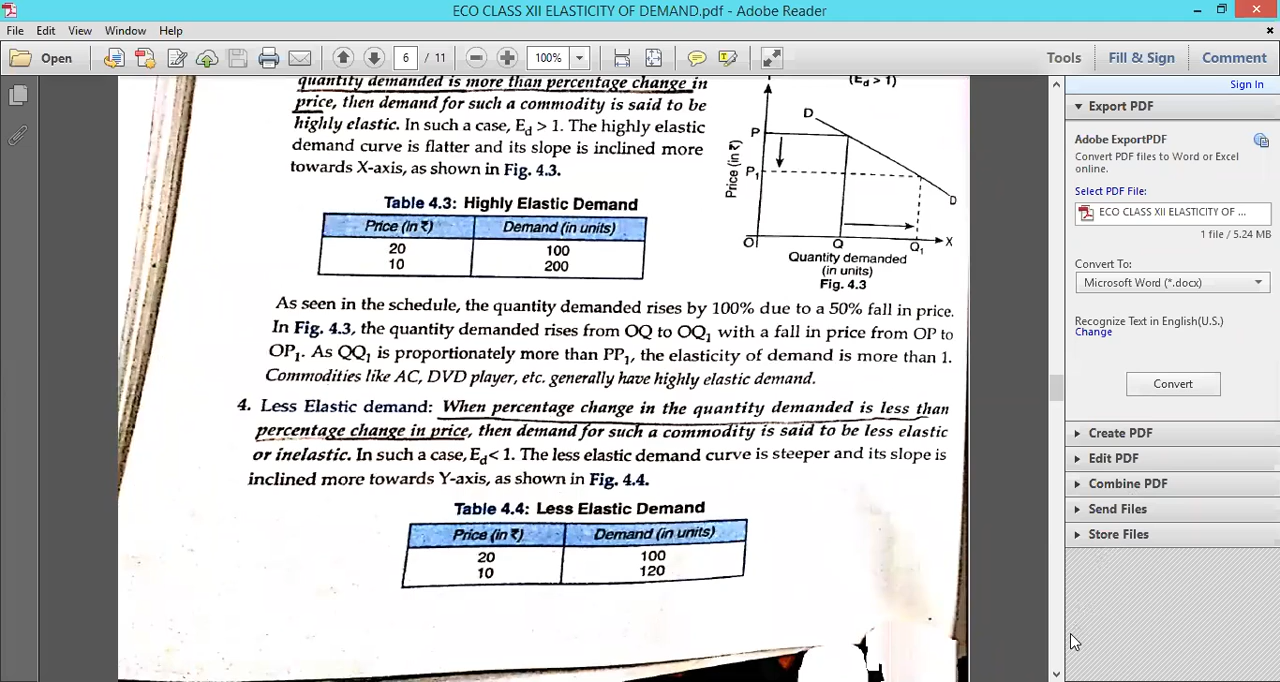 ECO CLASS XII ELASTICITY OF DEMAND.pdf - Adobe Reader
File Edit View Window Help
Open 6 / 11 100% Tools Fill & Sign Comment
quantity demanded is more than percentage change in
price, then demand for such a commodity is said to be
highly elastic. In such a case, Ed > 1. The highly elastic
demand curve is flatter and its slope is inclined more
towards X-axis, as shown in Fig. 4.3.
(Ed > 1)
D
P
P1
Price (in ₹)
D
O
Q
Q1
X
Quantity demanded
(in units)
Fig. 4.3
Table 4.3: Highly Elastic Demand
Price (in ₹) Demand (in units)
20 100
10 200
As seen in the schedule, the quantity demanded rises by 100% due to a 50% fall in price.
In Fig. 4.3, the quantity demanded rises from OQ to OQ1 with a fall in price from OP to
OP1. As QQ1 is proportionately more than PP1, the elasticity of demand is more than 1.
Commodities like AC, DVD player, etc. generally have highly elastic demand.
4. Less Elastic demand: When percentage change in the quantity demanded is less than
percentage change in price, then demand for such a commodity is said to be less elastic
or inelastic. In such a case, Ed< 1. The less elastic demand curve is steeper and its slope is
inclined more towards Y-axis, as shown in Fig. 4.4.
Table 4.4: Less Elastic Demand
Price (in ₹) Demand (in units)
20 100
10 120
Sign In
Export PDF
Adobe ExportPDF
Convert PDF files to Word or Excel
online.
Select PDF File:
ECO CLASS XII ELASTICITY OF ...
1 file / 5.24 MB
Convert To:
Microsoft Word (*.docx)
Recognize Text in English(U.S.)
Change
Convert
Create PDF
Edit PDF
Combine PDF
Send Files
Store Files